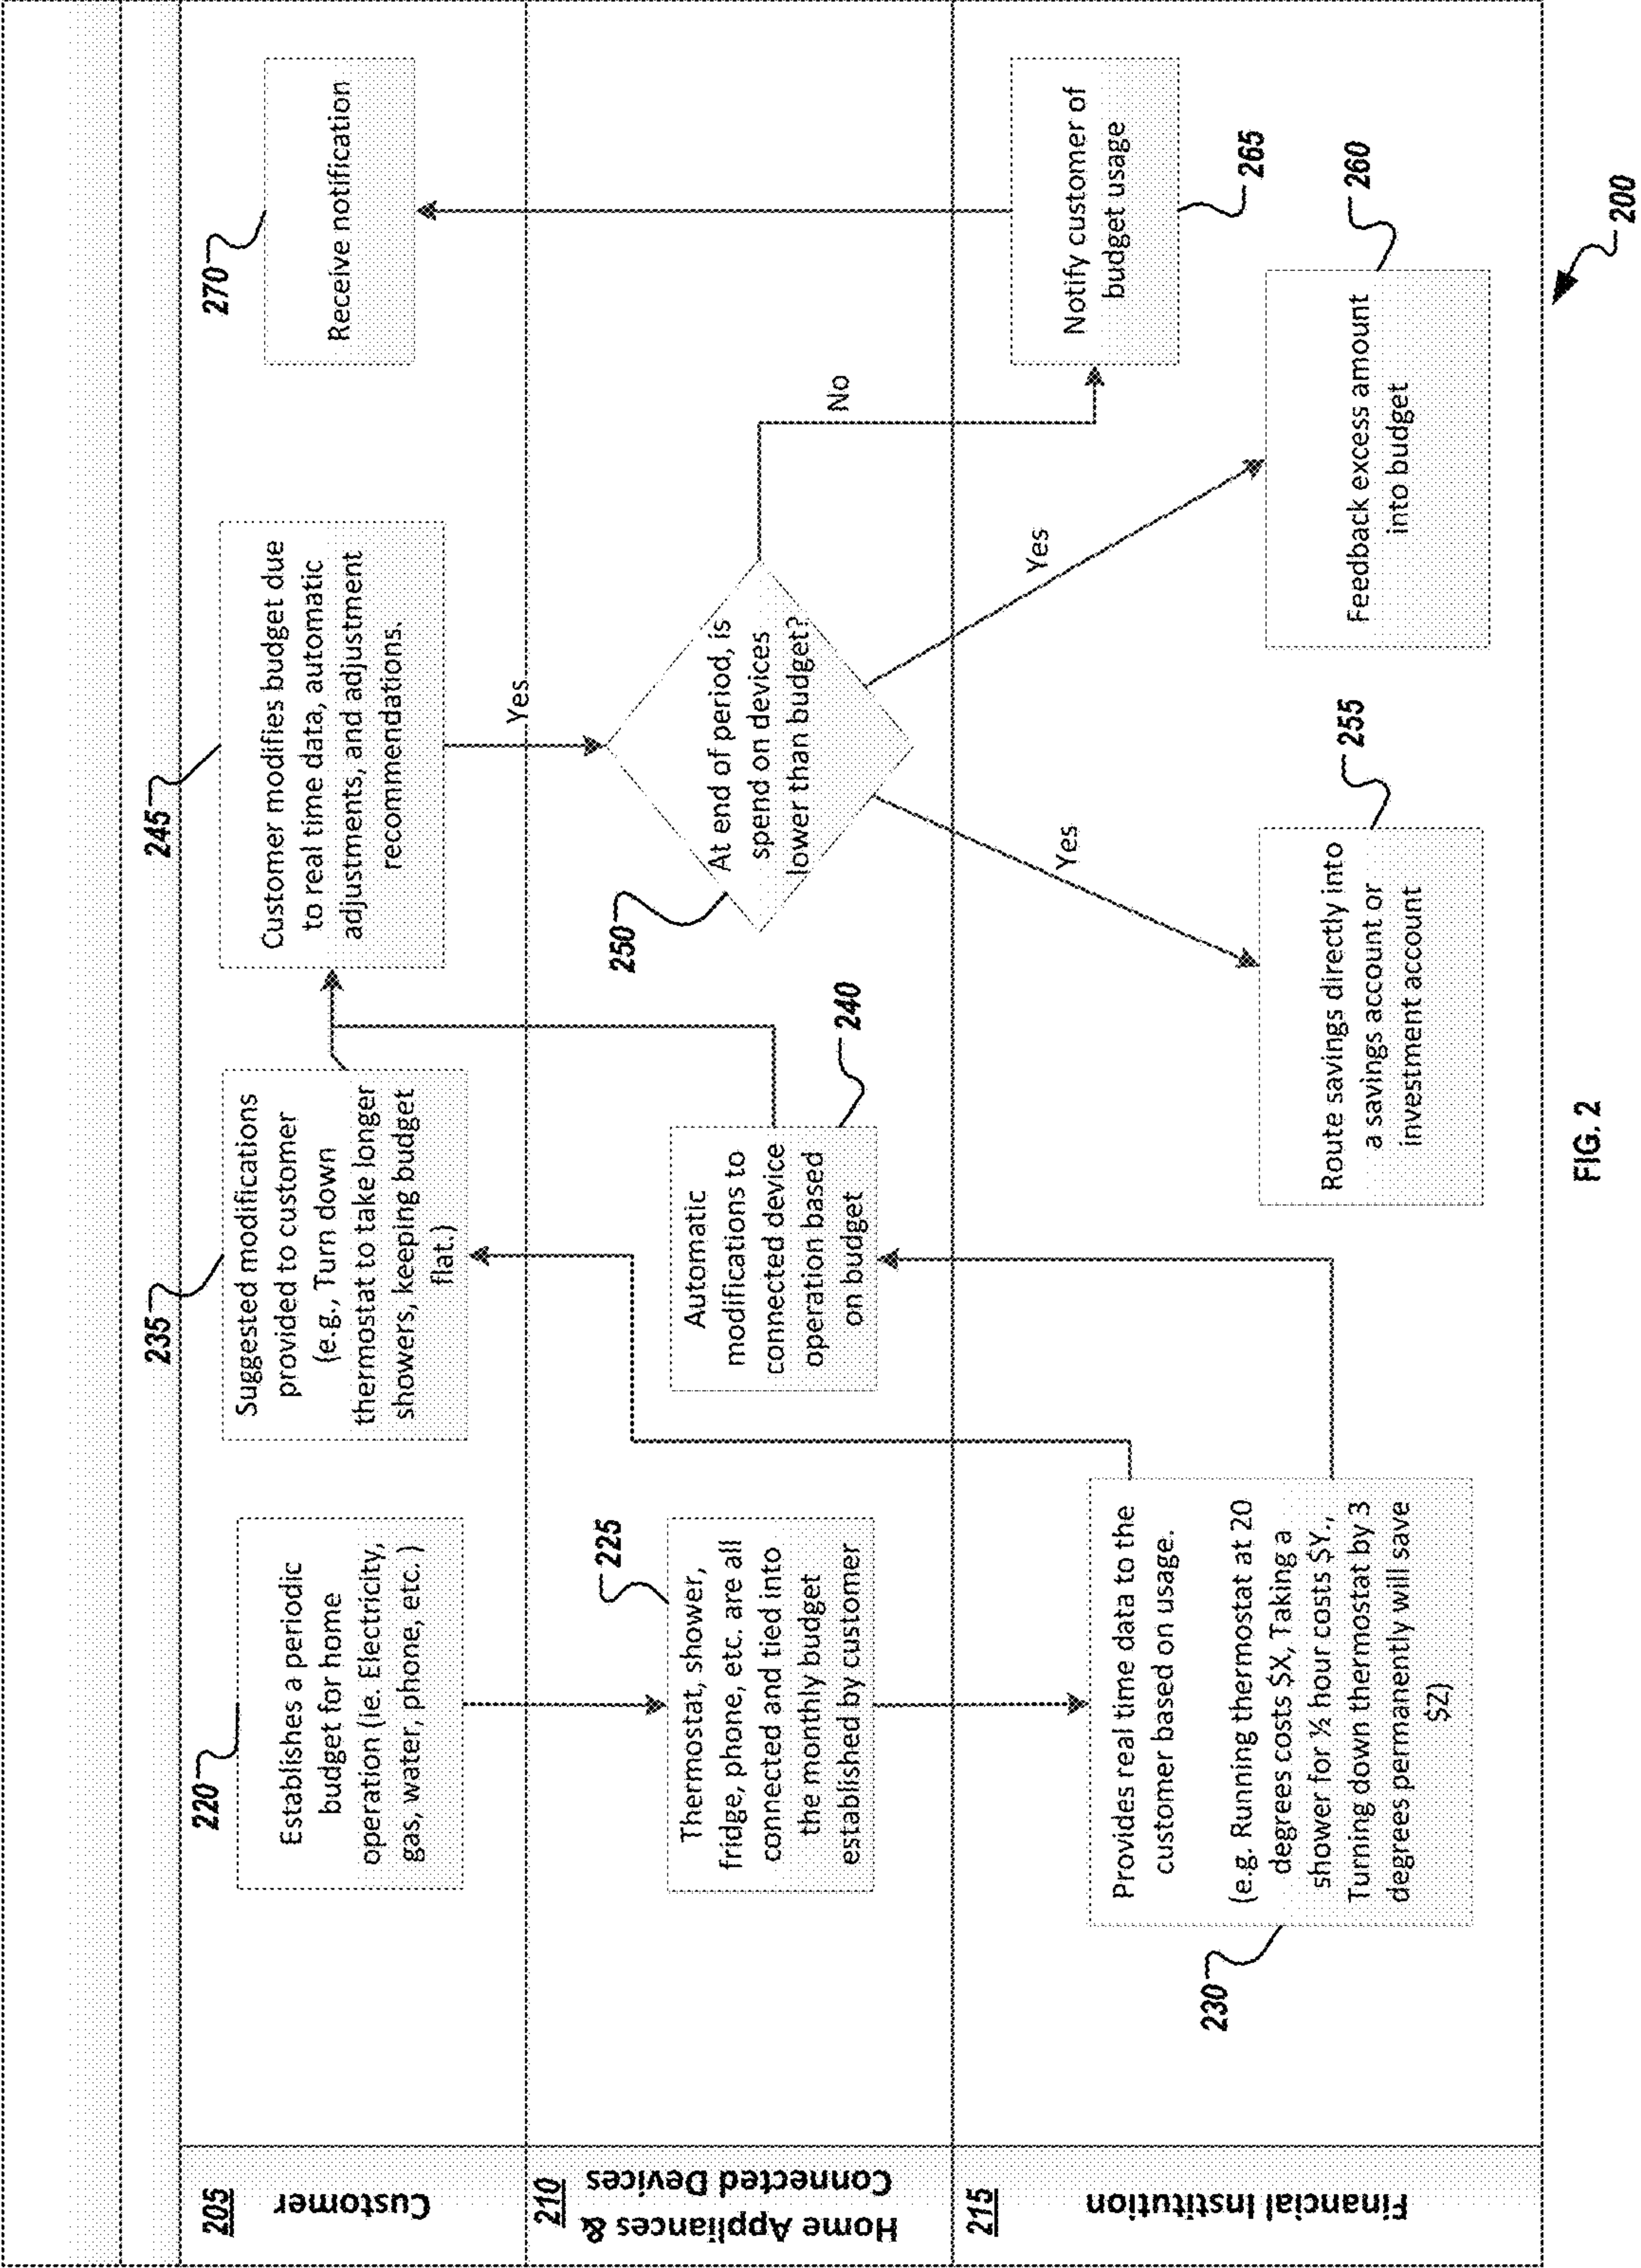 205
Customer
220
Establishes a periodic
budget for home
operation (ie. Electricity,
gas, water, phone, etc. )
235
Suggested modifications
provided to customer
(e.g., Turn down
thermostat to take longer
showers, keeping budget
flat.)
245
Customer modifies budget due
to real time data, automatic
adjustments, and adjustment
recommendations.
270
Receive notification
Yes
210
Home Appliances &
Connected Devices
225
Thermostat, shower,
fridge, phone, etc. are all
connected and tied into
the monthly budget
established by customer
Automatic
modifications to
connected device
operation based
on budget
240
250
At end of period, is
spend on devices
lower than budget?
No
215
Financial Institution
230
Provides real time data to the
customer based on usage.
(e.g. Running thermostat at 20
degrees costs $X, Taking a
shower for ½ hour costs $Y.,
Turning down thermostat by 3
degrees permanently will save
$Z)
Yes
Yes
Route savings directly into
a savings account or
investment account
255
Feedback excess amount
into budget
260
Notify customer of
budget usage
265
200
FIG. 2